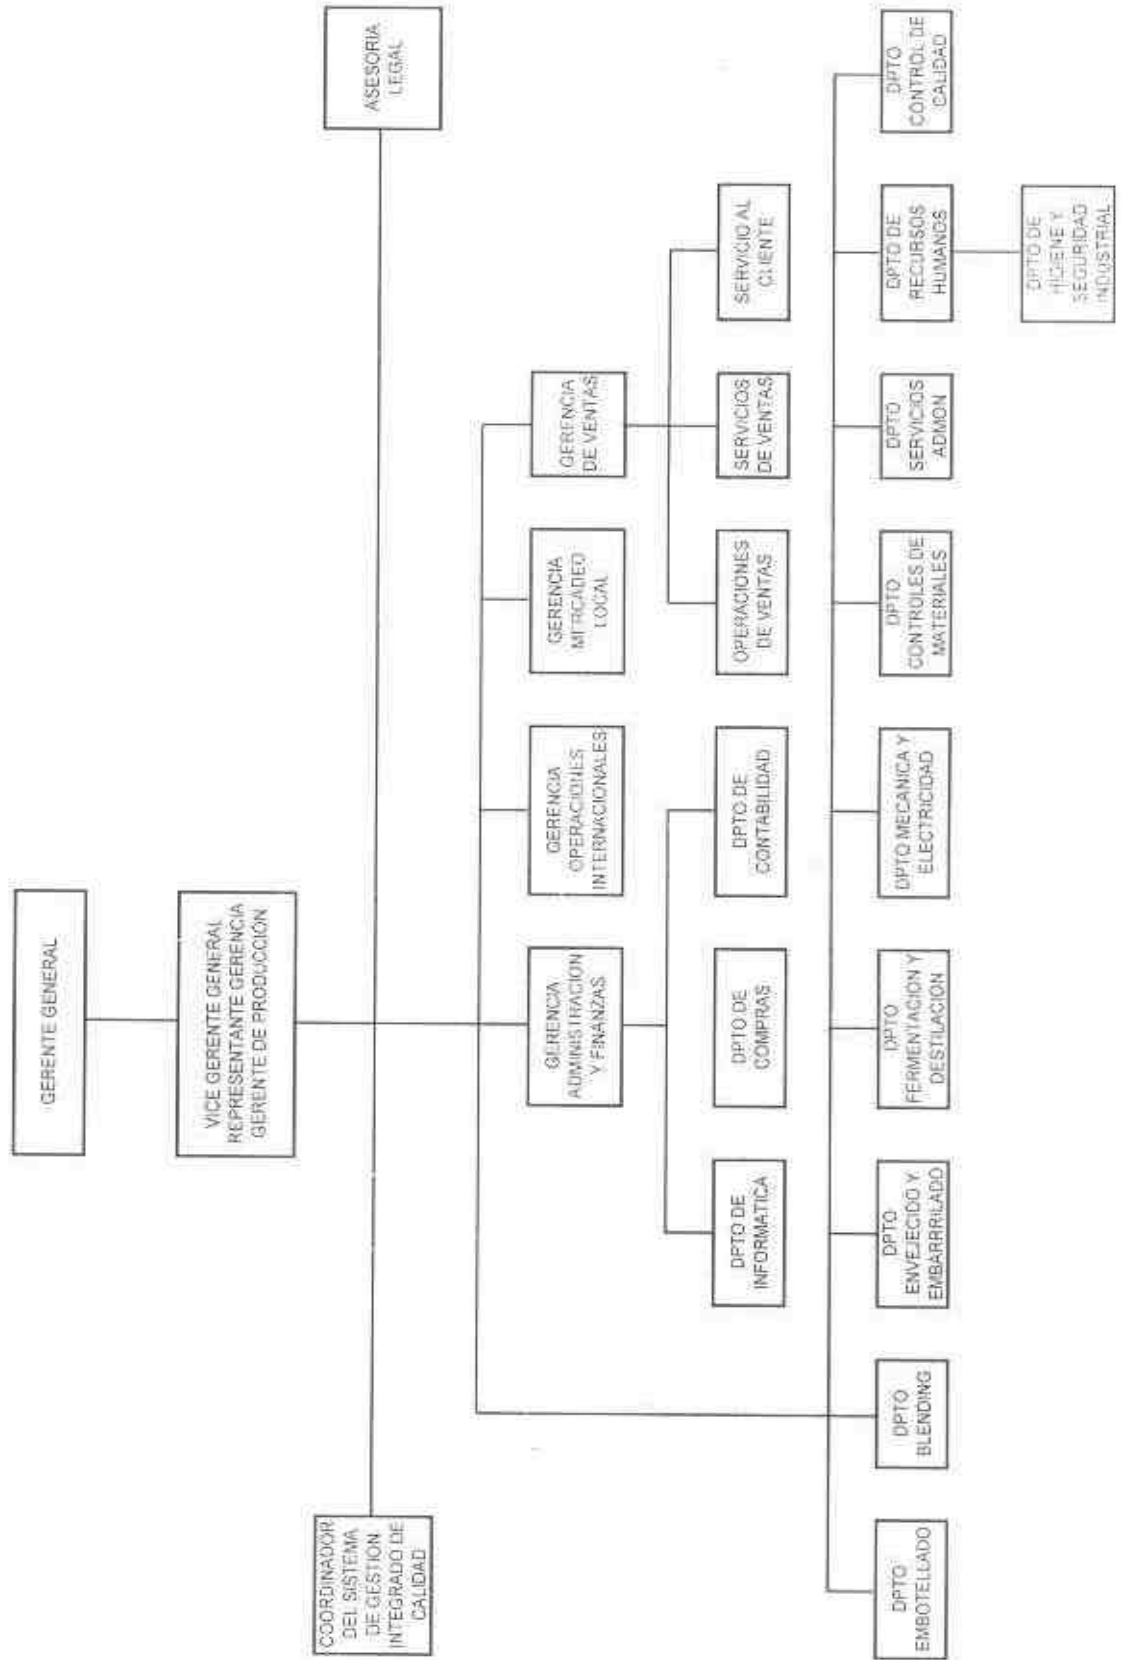 GERENTE GENERAL
VICE GERENTE GENERAL
REPRESENTANTE GERENCIA
GERENTE DE PRODUCCIÓN
COORDINADOR
DEL SISTEMA
DE GESTION
INTEGRADO DE
CALIDAD
ASESORIA
LEGAL
GERENCIA
ADMINISTRACION
Y FINANZAS
GERENCIA
OPERACIONES
INTERNACIONALES
GERENCIA
MERCADEO
LOCAL
GERENCIA
DE VENTAS
DPTO DE
INFORMATICA
DPTO DE
COMPRAS
DPTO DE
CONTABILIDAD
OPERACIONES
DE VENTAS
SERVICIOS
DE VENTAS
SERVICIO AL
CLIENTE
DPTO
EMBOTELLADO
DPTO
BLENDING
DPTO
ENVEJECIDO Y
EMBARRRILADO
DPTO
FERMENTACION Y
DESTILACION
DPTO MECANICA Y
ELECTRICIDAD
DPTO
CONTROLES DE
MATERIALES
DPTO
SERVICIOS
ADMON
DPTO DE
RECURSOS
HUMANOS
DPTO
CONTROL DE
CALIDAD
DPTO DE
HIGIENE Y
SEGURIDAD
INDUSTRIAL